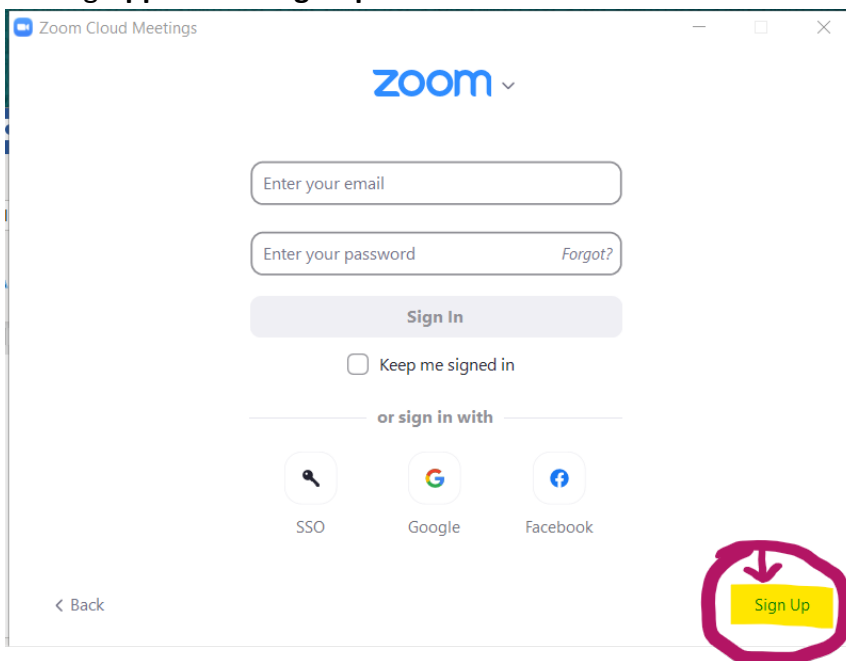 Zoom Cloud Meetings
zoom
Enter your email
Enter your password Forgot?
Sign In
Keep me signed in
or sign in with
SSO Google Facebook
< Back Sign Up